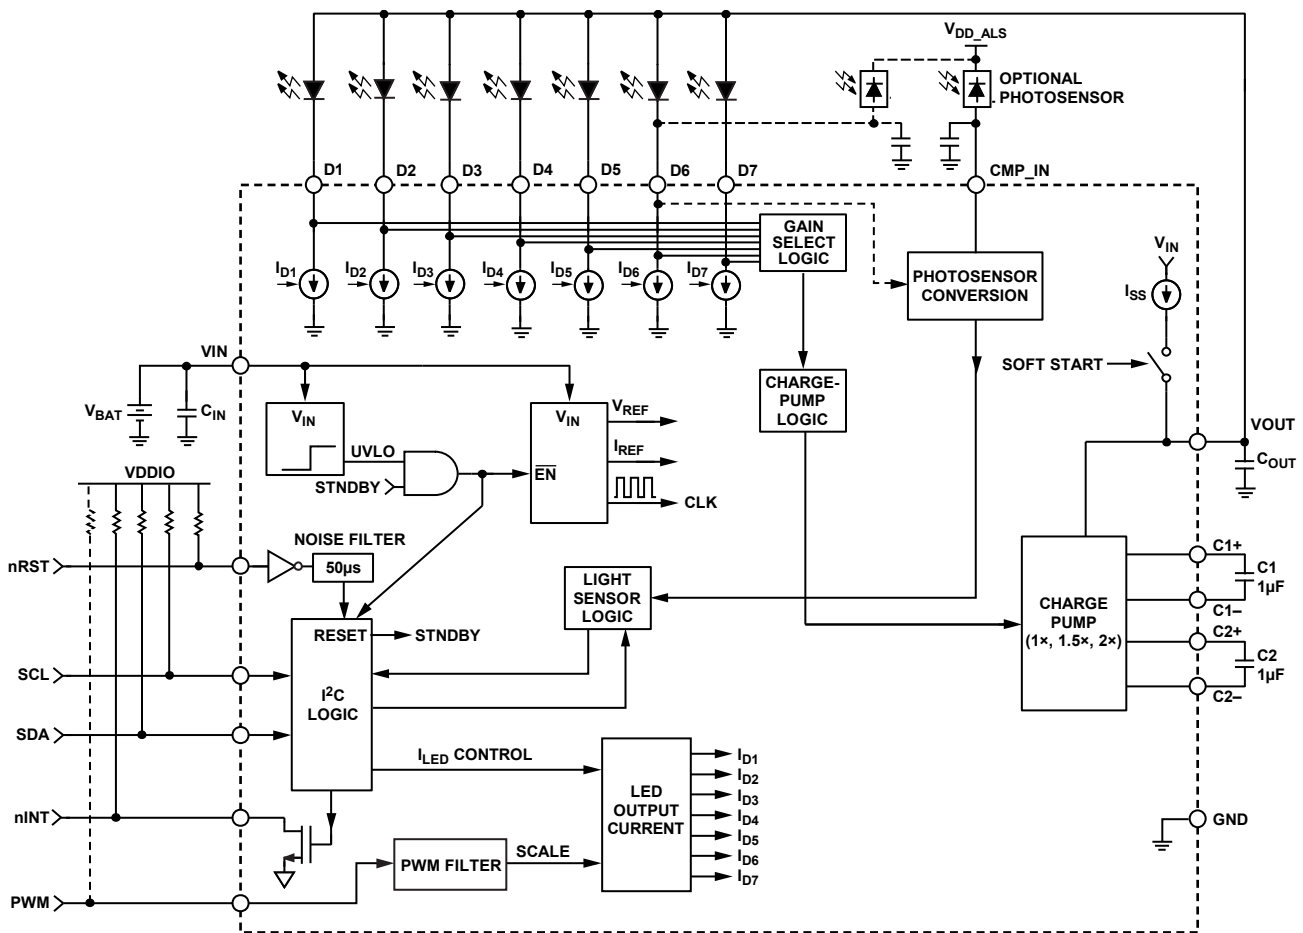 V_DD_ALS
OPTIONAL
PHOTOSENSOR
D1
D2
D3
D4
D5
D6
D7
CMP_IN
GAIN
SELECT
LOGIC
I_D1
I_D2
I_D3
I_D4
I_D5
I_D6
I_D7
PHOTOSENSOR
CONVERSION
V_IN
I_SS
SOFT START
VIN
V_BAT
C_IN
V_IN
UVLO
STNDBY
V_IN
EN
V_REF
I_REF
CLK
CHARGE-
PUMP
LOGIC
VOUT
C_OUT
VDDIO
nRST
NOISE FILTER
50µs
LIGHT
SENSOR
LOGIC
RESET
STNDBY
I²C
LOGIC
SCL
SDA
nINT
PWM
CHARGE
PUMP
(1×, 1.5×, 2×)
C1+
C1
1µF
C1–
C2+
C2
1µF
C2–
I_LED CONTROL
LED
OUTPUT
CURRENT
I_D1
I_D2
I_D3
I_D4
I_D5
I_D6
I_D7
PWM FILTER
SCALE
GND